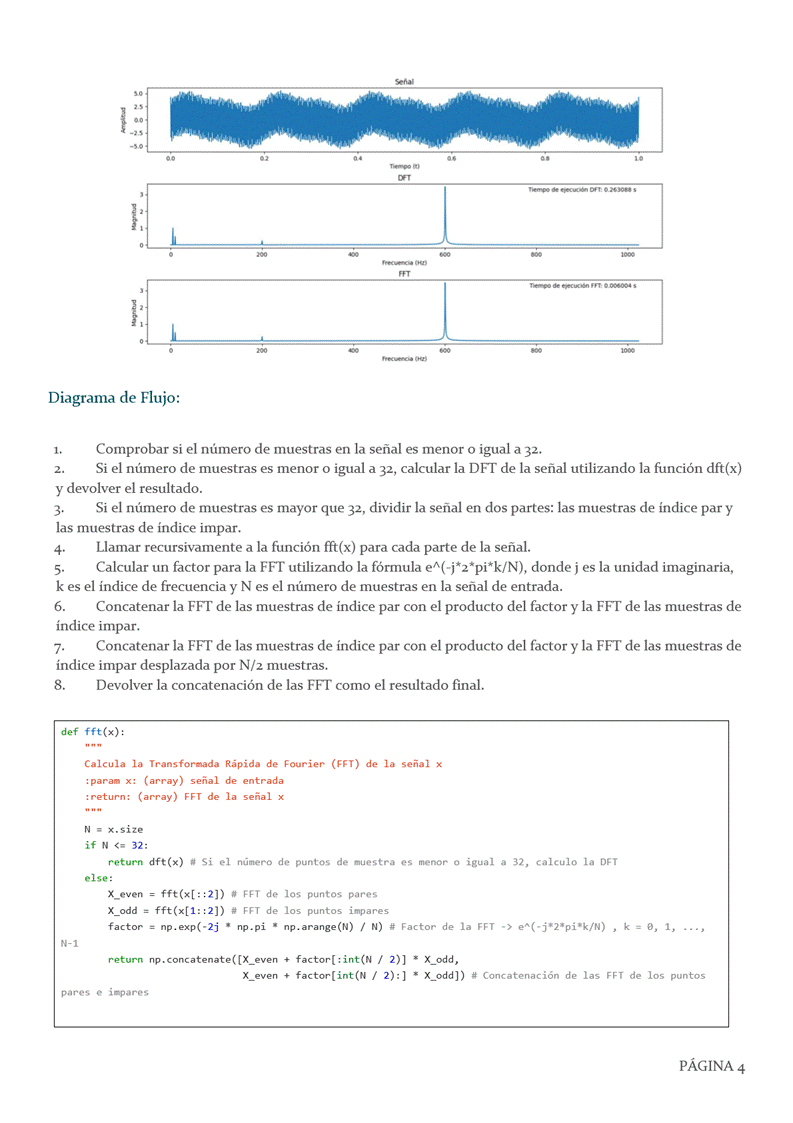 Señal
5.0
2.5
0.0
−2.5
−5.0
Amplitud
0.0 0.2 0.4 0.6 0.8 1.0
Tiempo (t)
DFT
Tiempo de ejecución DFT: 0.263088 s
3
2
1
0
Magnitud
0 200 400 600 800 1000
Frecuencia (Hz)
FFT
Tiempo de ejecución FFT: 0.006004 s
3
2
1
0
Magnitud
0 200 400 600 800 1000
Frecuencia (Hz)
Diagrama de Flujo:
1. Comprobar si el número de muestras en la señal es menor o igual a 32.
2. Si el número de muestras es menor o igual a 32, calcular la DFT de la señal utilizando la función dft(x)
y devolver el resultado.
3. Si el número de muestras es mayor que 32, dividir la señal en dos partes: las muestras de índice par y
las muestras de índice impar.
4. Llamar recursivamente a la función fft(x) para cada parte de la señal.
5. Calcular un factor para la FFT utilizando la fórmula e^(-j*2*pi*k/N), donde j es la unidad imaginaria,
k es el índice de frecuencia y N es el número de muestras en la señal de entrada.
6. Concatenar la FFT de las muestras de índice par con el producto del factor y la FFT de las muestras de
índice impar.
7. Concatenar la FFT de las muestras de índice par con el producto del factor y la FFT de las muestras de
índice impar desplazada por N/2 muestras.
8. Devolver la concatenación de las FFT como el resultado final.
def fft(x):
"""
Calcula la Transformada Rápida de Fourier (FFT) de la señal x
:param x: (array) señal de entrada
:return: (array) FFT de la señal x
"""
N = x.size
if N <= 32:
return dft(x) # Si el número de puntos de muestra es menor o igual a 32, calculo la DFT
else:
X_even = fft(x[::2]) # FFT de los puntos pares
X_odd = fft(x[1::2]) # FFT de los puntos impares
factor = np.exp(-2j * np.pi * np.arange(N) / N) # Factor de la FFT -> e^(-j*2*pi*k/N) , k = 0, 1, ...,
N-1
return np.concatenate([X_even + factor[:int(N / 2)] * X_odd,
X_even + factor[int(N / 2):] * X_odd]) # Concatenación de las FFT de los puntos
pares e impares
PÁGINA 4